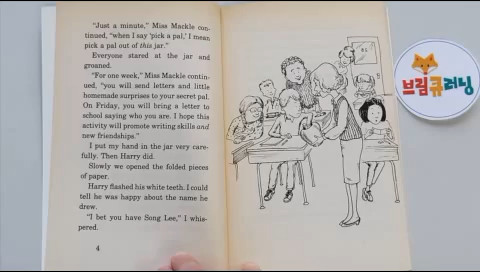 "Just a minute," Miss Mackle con-
tinued, "when I say 'pick a pal,' I mean
pick a pal out of this jar."
Everyone stared at the jar and
groaned.
"For one week," Miss Mackle contin-
ued, "you will send letters and little
homemade surprises to your secret pal.
On Friday, you will bring a letter to
school saying who you are. I hope this
activity will promote writing skills and
new friendships."
I put my hand in the jar very care-
fully. Then Harry did.
Slowly we opened the folded pieces
of paper.
Harry flashed his white teeth. I could
tell he was happy about the name he
drew.
"I bet you have Song Lee," I whis-
pered.
4
브림큐러닝